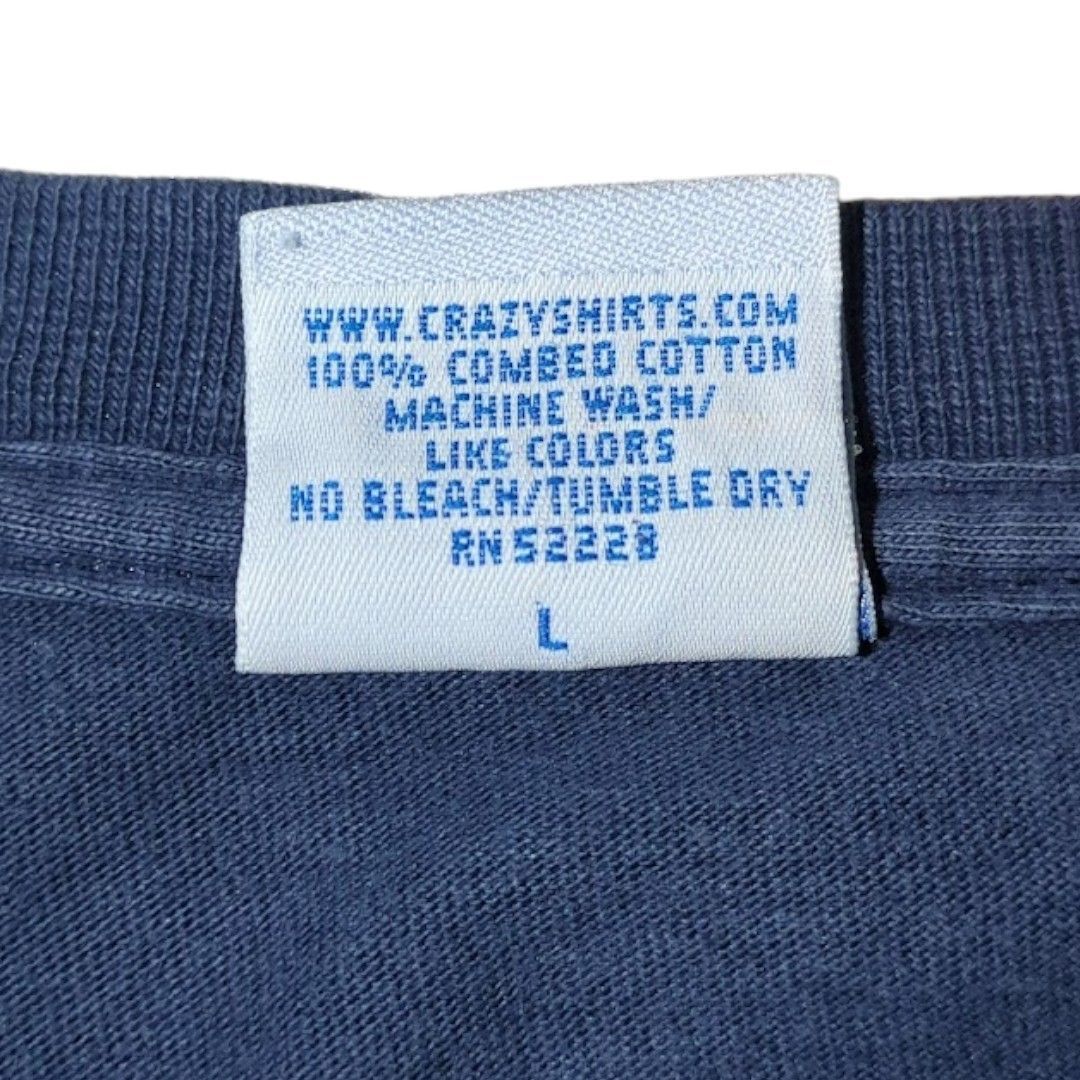 WWW.CRAZYSHIRTS.COM
100% COMBED COTTON
MACHINE WASH/
LIKE COLORS
NO BLEACH/TUMBLE DRY
RN 52228
L